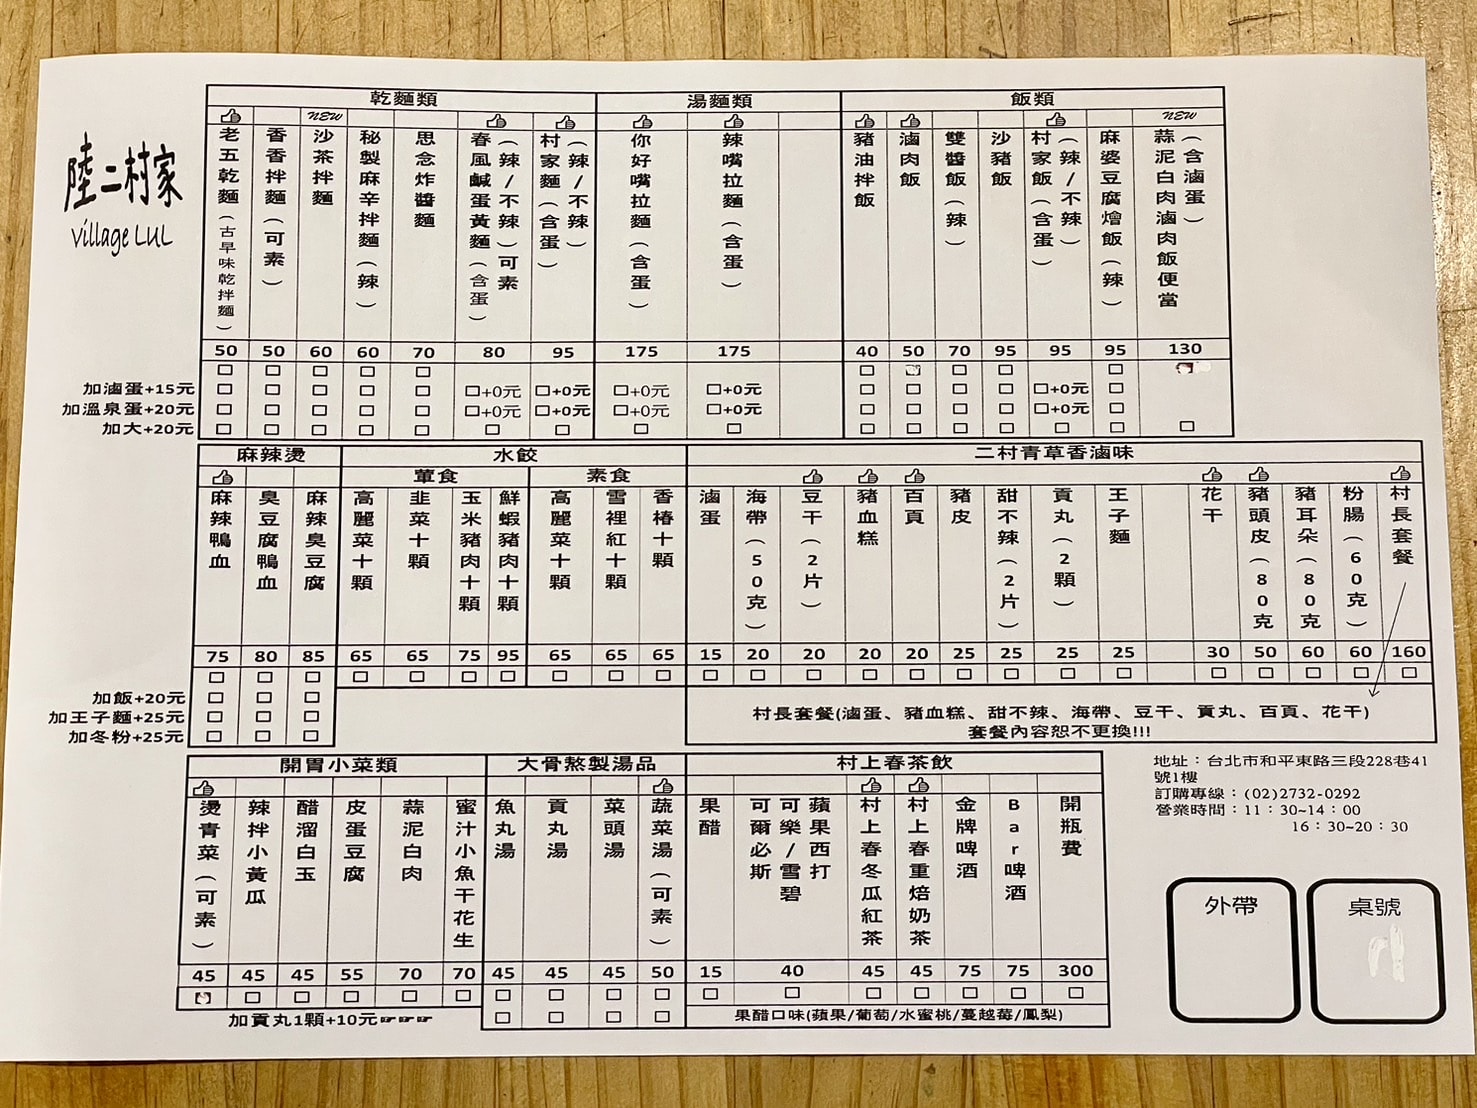 陸二村家
Village LUL
乾麵類
老五乾麵(古早味乾拌麵) 50
香香拌麵(可素) 50
NEW
沙茶拌麵 60
秘製麻辛拌麵(辣) 60
思念炸醬麵 70
春風鹹蛋黃麵(含蛋)(辣/不辣)可素 80
村家麵(含蛋)(辣/不辣) 95
湯麵類
你好嘴拉麵(含蛋) 175
辣嘴拉麵(含蛋) 175
飯類
豬油拌飯 40
滷肉飯 50
雙醬飯(辣) 70
沙豬飯 95
村家飯(含蛋)(辣/不辣) 95
麻婆豆腐燴飯(辣) 95
NEW
蒜泥白肉滷肉飯便當(含滷蛋) 130
加滷蛋+15元 □+0元 □+0元 □+0元 □+0元 □+0元
加溫泉蛋+20元 □+0元 □+0元 □+0元 □+0元 □+0元
加大+20元
麻辣燙
麻辣鴨血 75
臭豆腐鴨血 80
麻辣臭豆腐 85
加飯+20元
加王子麵+25元
加冬粉+25元
水餃
葷食
高麗菜十顆 65
韭菜十顆 65
玉米豬肉十顆 75
鮮蝦豬肉十顆 95
素食
高麗菜十顆 65
雪裡紅十顆 65
香椿十顆 65
二村青草香滷味
滷蛋 15
海帶(50克) 20
豆干(2片) 20
豬血糕 20
百頁 20
豬皮 25
甜不辣(2片) 25
貢丸(2顆) 25
王子麵 25
花干 30
豬頭皮(80克) 50
豬耳朵(80克) 60
粉腸(60克) 60
村長套餐 160
村長套餐(滷蛋、豬血糕、甜不辣、海帶、豆干、貢丸、百頁、花干)
套餐內容恕不更換!!!
開胃小菜類
燙青菜(可素) 45
辣拌小黃瓜 45
醋溜白玉 45
皮蛋豆腐 55
蒜泥白肉 70
蜜汁小魚干花生 70
大骨熬製湯品
魚丸湯 45
貢丸湯 45
菜頭湯 45
蔬菜湯(可素) 50
加貢丸1顆+10元☞☞☞
村上春茶飲
果醋 15
可爾必斯 可樂/雪碧 蘋果西打 40
村上春冬瓜紅茶 45
村上春重焙奶茶 45
金牌啤酒 75
Bar啤酒 75
開瓶費 300
果醋口味(蘋果/葡萄/水蜜桃/蔓越莓/鳳梨)
地址：台北市和平東路三段228巷41
號1樓
訂購專線：(02)2732-0292
營業時間：11：30~14：00
16：30~20：30
外帶
桌號